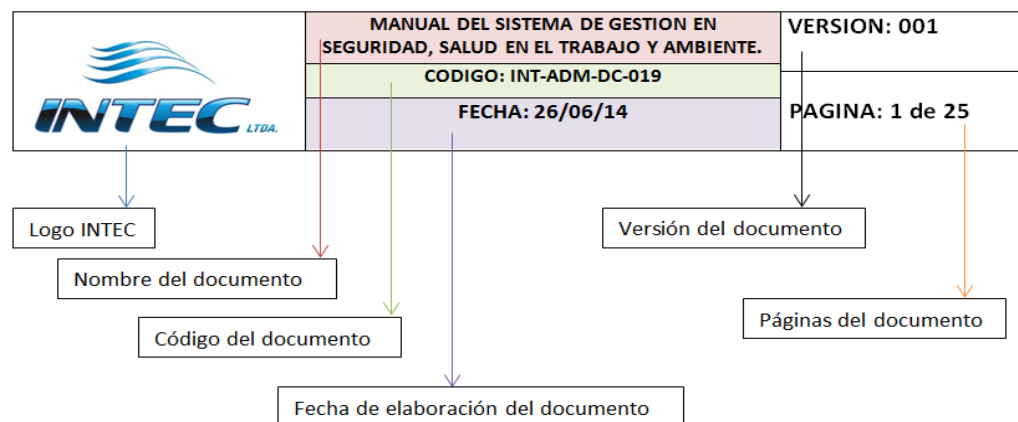 MANUAL DEL SISTEMA DE GESTION EN
SEGURIDAD, SALUD EN EL TRABAJO Y AMBIENTE.
VERSION: 001
CODIGO: INT-ADM-DC-019
INTEC LTDA.
FECHA: 26/06/14
PAGINA: 1 de 25
Logo INTEC
Versión del documento
Nombre del documento
Páginas del documento
Código del documento
Fecha de elaboración del documento